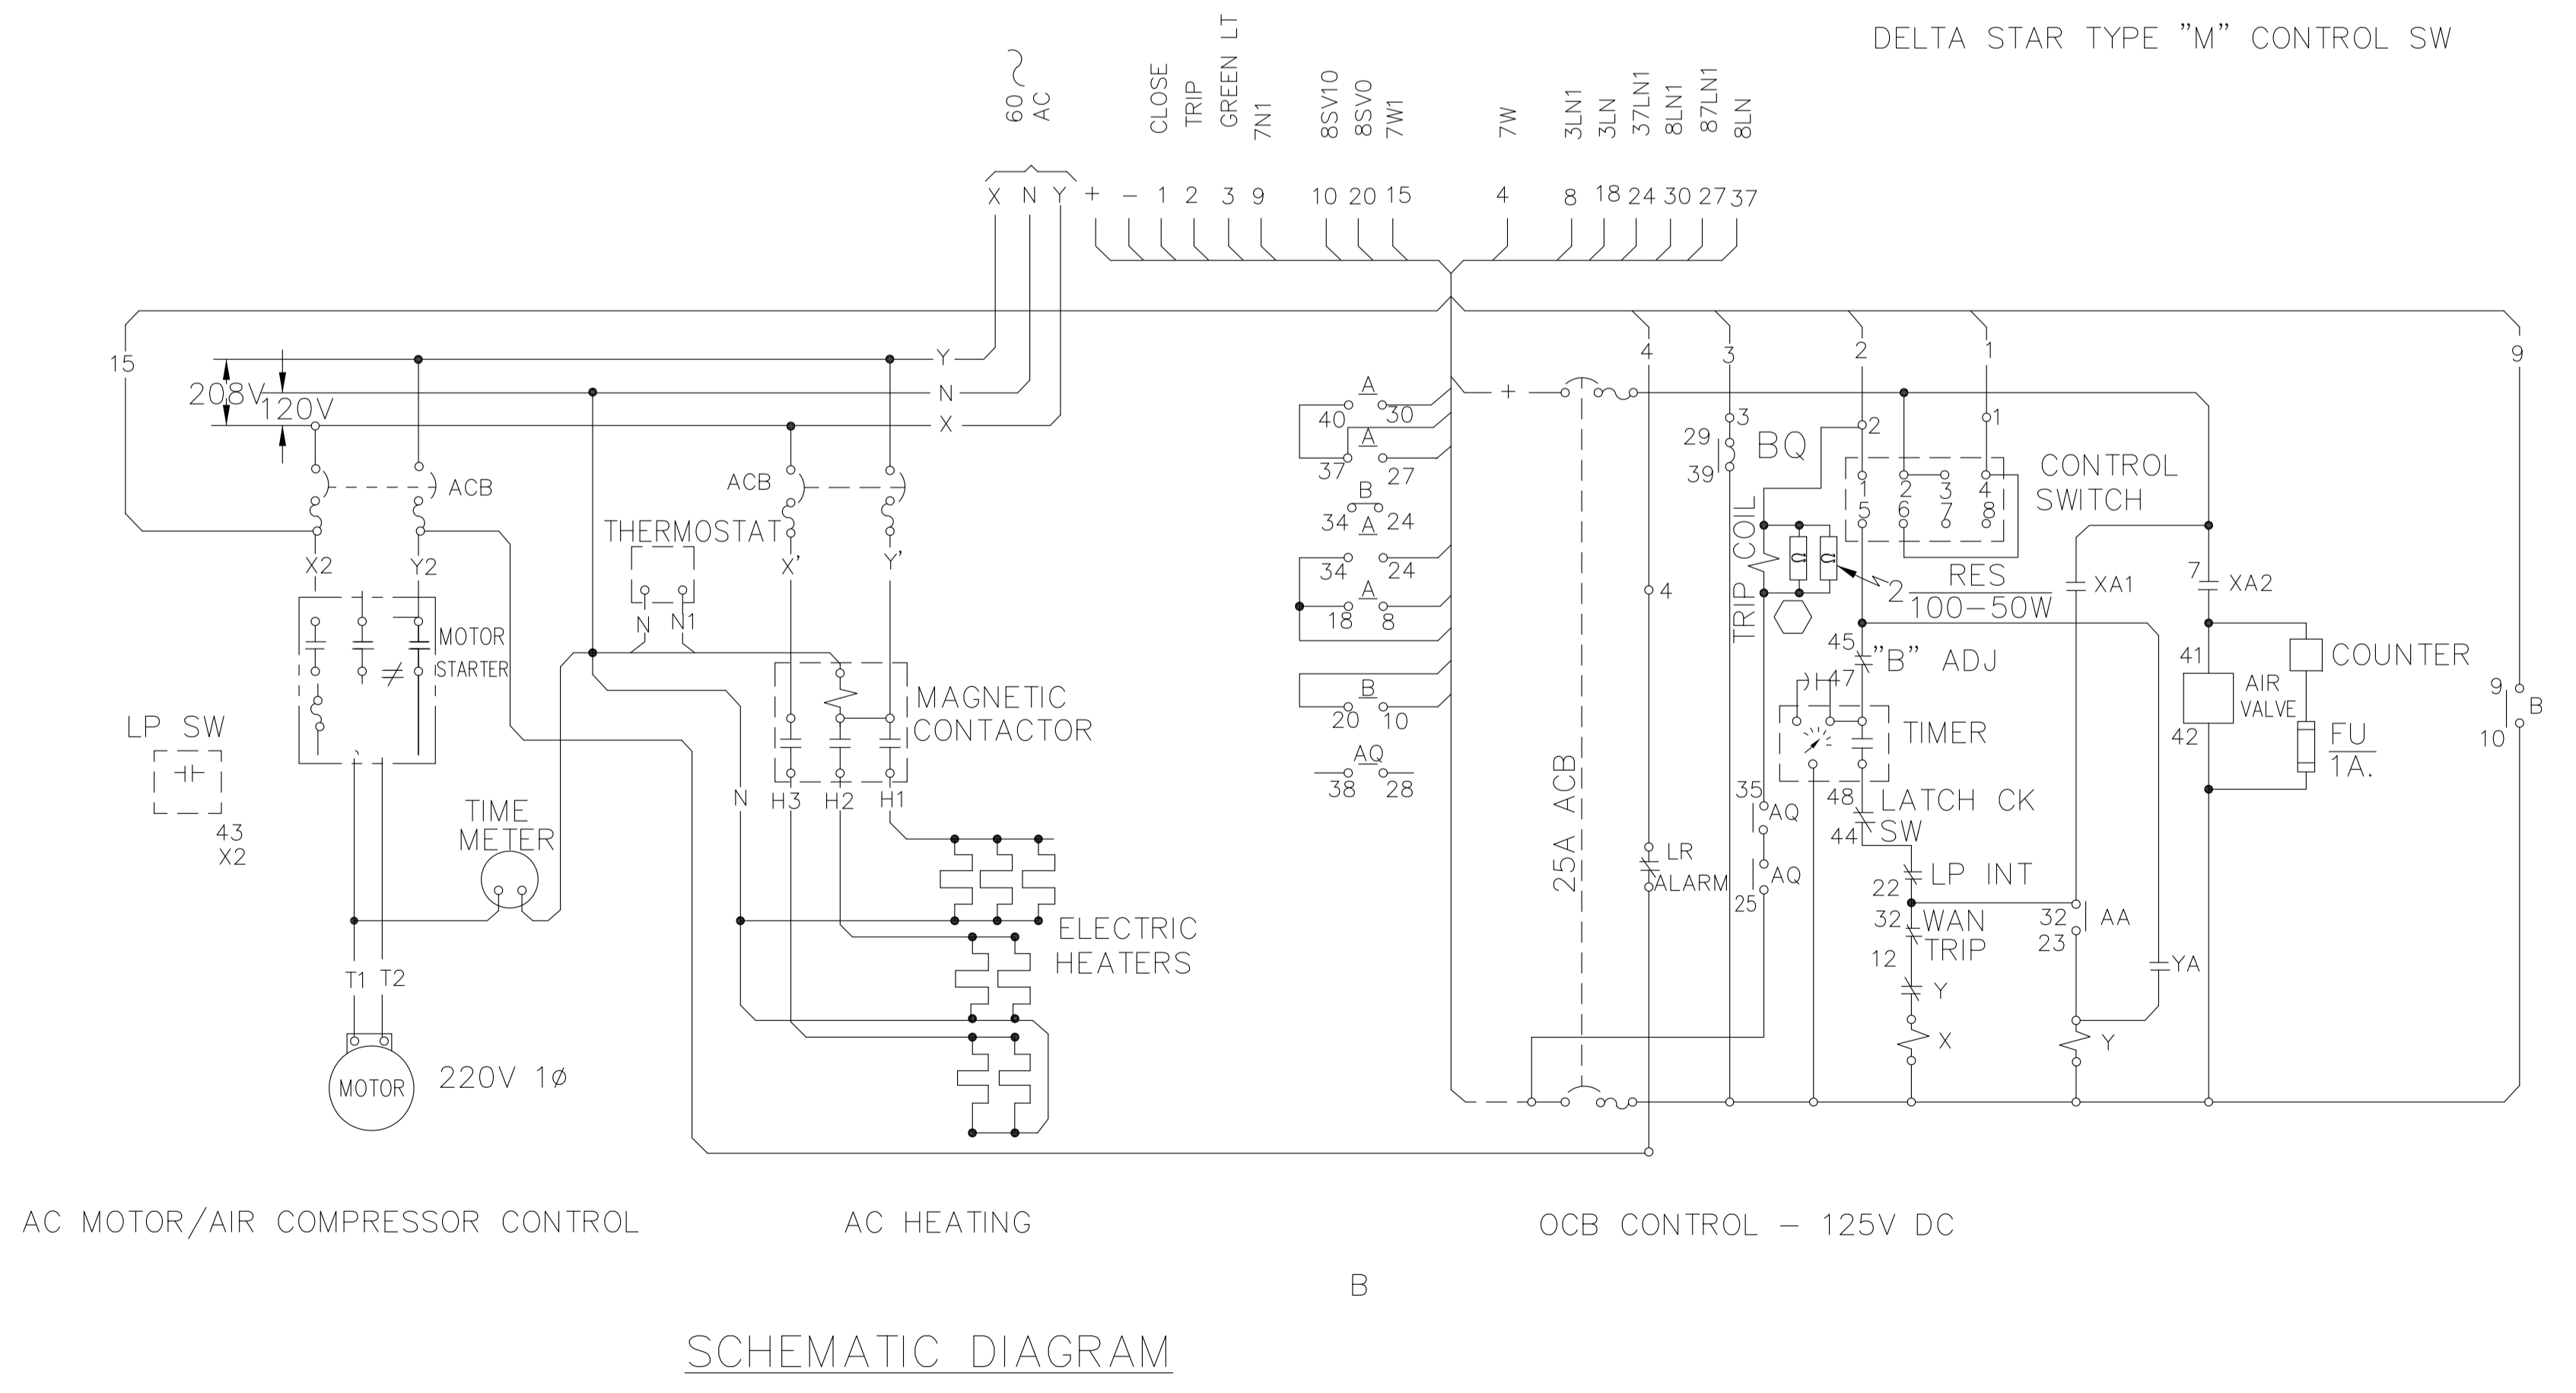 DELTA STAR TYPE "M" CONTROL SW
60~
AC
CLOSE
TRIP
GREEN LT
7N1
8SV10
8SV0
7W1
7W
3LN1
3LN
37LN1
8LN1
87LN1
8LN
X N Y + − 1 2 3 9 10 20 15 4 8 18 24 30 27 37
15
208V
120V
Y
N
X
ACB
X2
Y2
MOTOR
STARTER
LP SW
43
X2
TIME
METER
T1
T2
MOTOR
220V 1ø
THERMOSTAT
N
N1
ACB
X'
Y'
MAGNETIC
CONTACTOR
N
H3
H2
H1
ELECTRIC
HEATERS
A
40
30
A
37
27
B
34
24
A
34
24
A
18
8
B
20
10
AQ
38
28
+
25A ACB
4
4
LR
ALARM
3
3
29
39
BQ
TRIP COIL
35
AQ
AQ
25
2
2
1
1
CONTROL
SWITCH
1 2 3 4
5 6 7 8
2
RES
100-50W
45
"B" ADJ
47
TIMER
48
LATCH CK
SW
44
LP INT
22
32
WAN
TRIP
12
Y
X
XA1
32
23
AA
YA
Y
7
XA2
41
AIR
VALVE
42
COUNTER
FU
1A.
9
9
B
10
AC MOTOR/AIR COMPRESSOR CONTROL
AC HEATING
OCB CONTROL − 125V DC
B
SCHEMATIC DIAGRAM